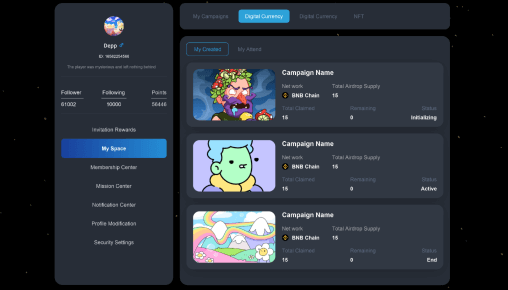 Depp
The player was mysterious and left nothing behind.
Follower Following Points
61002 10000 56446
Invitation Rewards
My Space
Membership Center
Mission Center
Notification Center
Profile Modification
Security Settings
My Campaigns Digital Currency Digital Currency NFT
My Created My Attend
Campaign Name
Net work Total Airdrop Supply
BNB Chain 15
Total Claimed Remaining Status
15 0 Initializing
Campaign Name
Net work Total Airdrop Supply
BNB Chain 15
Total Claimed Remaining Status
15 0 Active
Campaign Name
Net work Total Airdrop Supply
BNB Chain 15
Total Claimed Remaining Status
15 0 End